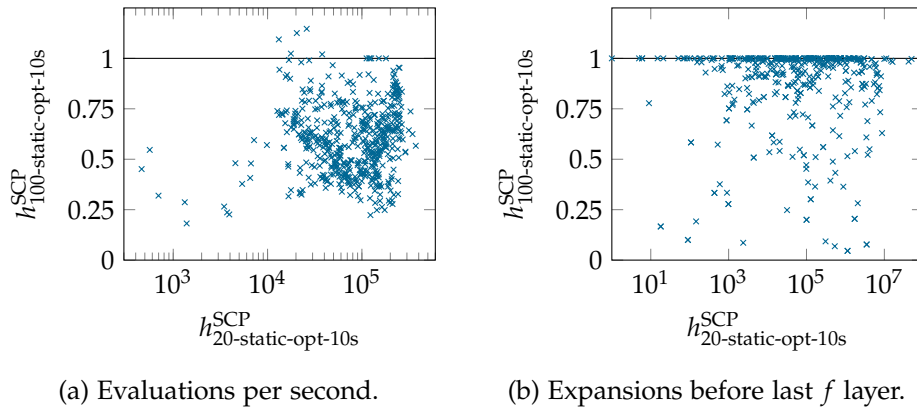 1
0.75
0.5
0.25
0
10^3
10^4
10^5
h^SCP_100-static-opt-10s
h^SCP_20-static-opt-10s
(a) Evaluations per second.
1
0.75
0.5
0.25
0
10^1
10^3
10^5
10^7
h^SCP_100-static-opt-10s
h^SCP_20-static-opt-10s
(b) Expansions before last f layer.